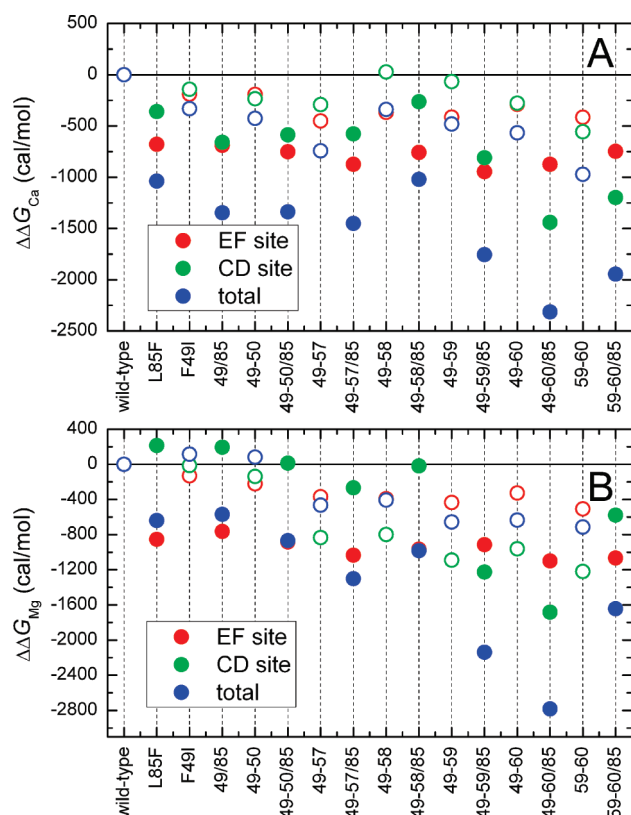 A
ΔΔG_Ca (cal/mol)
500
0
-500
-1000
-1500
-2000
-2500
EF site
CD site
total
wild-type
L85F
F49I
49/85
49-50
49-50/85
49-57
49-57/85
49-58
49-58/85
49-59
49-59/85
49-60
49-60/85
59-60
59-60/85
B
ΔΔG_Mg (cal/mol)
400
0
-400
-800
-1200
-1600
-2000
-2400
-2800
EF site
CD site
total
wild-type
L85F
F49I
49/85
49-50
49-50/85
49-57
49-57/85
49-58
49-58/85
49-59
49-59/85
49-60
49-60/85
59-60
59-60/85